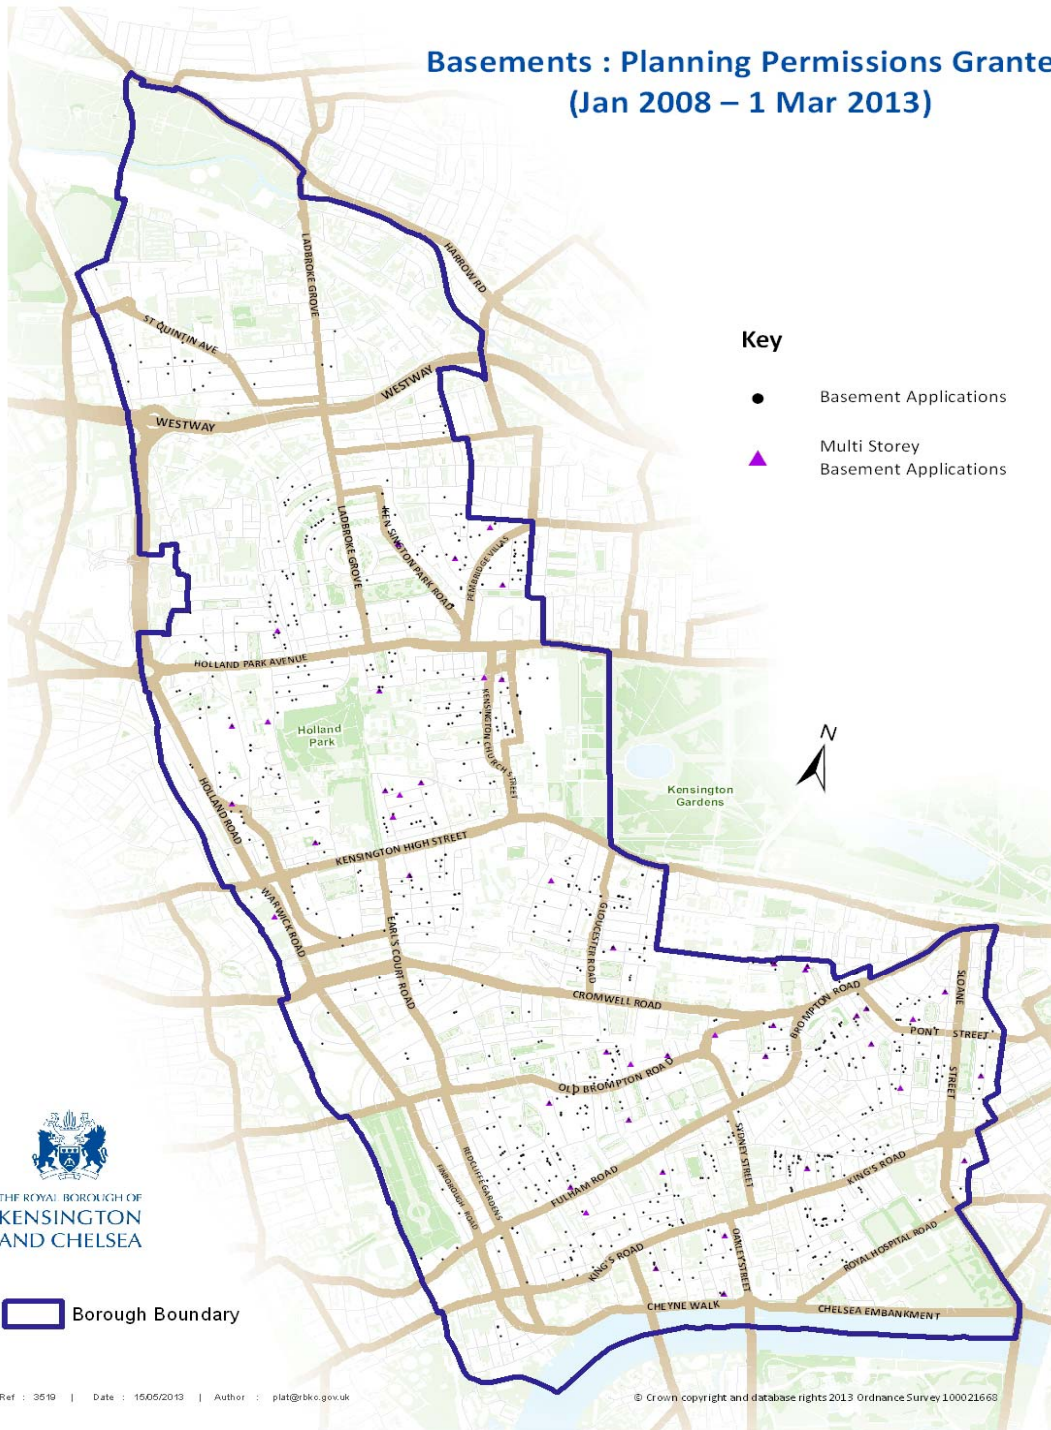 Basements : Planning Permissions Grante
(Jan 2008 – 1 Mar 2013)
HARROW RD
LADBROKE GROVE
ST QUINTIN AVE
Key
Basement Applications
WESTWAY
WESTWAY
Multi Storey
Basement Applications
LADBROKE GROVE
KENSINGTON PARK ROAD
PEMBRIDGE VILLAS
HOLLAND PARK AVENUE
KENSINGTON CHURCH STREET
Holland
Park
N
Kensington
Gardens
HOLLAND ROAD
KENSINGTON HIGH STREET
WARWICK ROAD
EARL'S COURT ROAD
GLOUCESTER ROAD
CROMWELL ROAD
BROMPTON ROAD
SLOANE
STREET
PONT STREET
OLD BROMPTON ROAD
SYDNEY STREET
REDCLIFFE GARDENS
FULHAM ROAD
KING'S ROAD
KING'S ROAD
OAKLEY STREET
ROYAL HOSPITAL ROAD
CHEYNE WALK
CHELSEA EMBANKMENT
THE ROYAL BOROUGH OF
KENSINGTON
AND CHELSEA
Borough Boundary
Ref : 3519 | Date : 15/05/2013 | Author : plat@rbkc.gov.uk
© Crown copyright and database rights 2013 Ordnance Survey 100021668